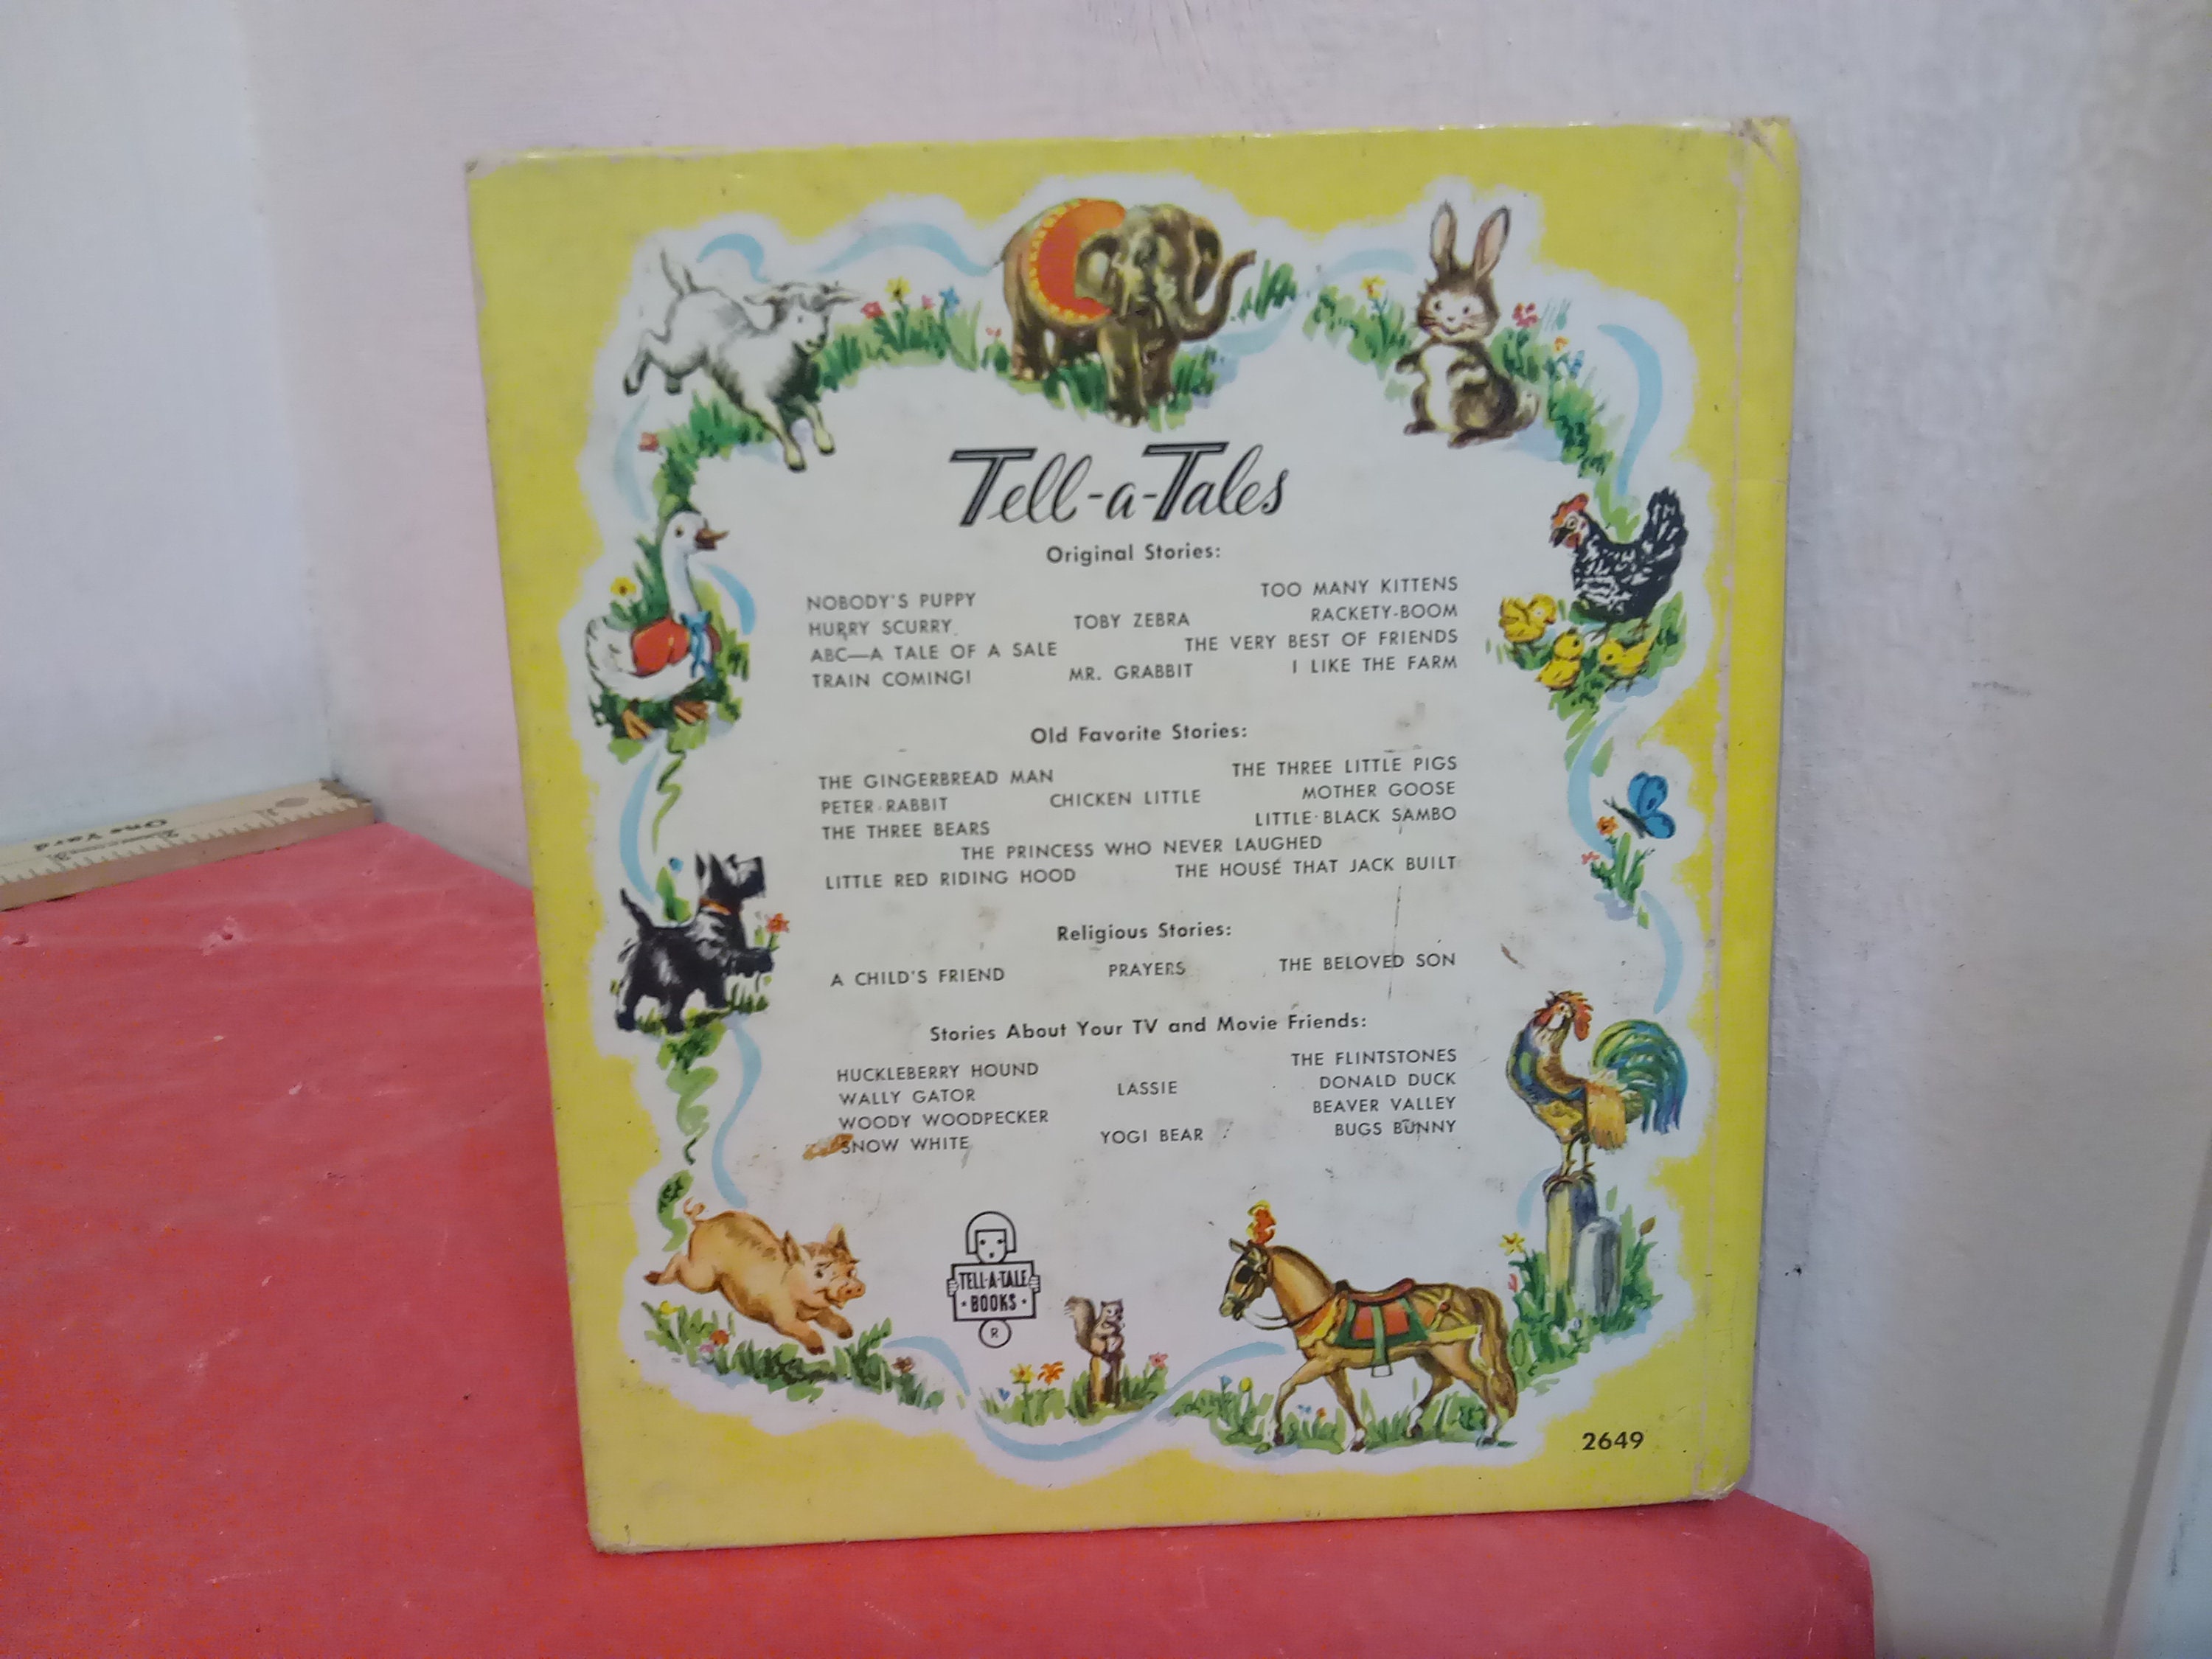 Tell-a-Tales
Original Stories:
NOBODY'S PUPPY TOO MANY KITTENS
HURRY SCURRY TOBY ZEBRA RACKETY-BOOM
ABC—A TALE OF A SALE THE VERY BEST OF FRIENDS
TRAIN COMING! MR. GRABBIT I LIKE THE FARM
Old Favorite Stories:
THE GINGERBREAD MAN THE THREE LITTLE PIGS
PETER RABBIT CHICKEN LITTLE MOTHER GOOSE
THE THREE BEARS LITTLE BLACK SAMBO
THE PRINCESS WHO NEVER LAUGHED
LITTLE RED RIDING HOOD THE HOUSE THAT JACK BUILT
Religious Stories:
A CHILD'S FRIEND PRAYERS THE BELOVED SON
Stories About Your TV and Movie Friends:
HUCKLEBERRY HOUND THE FLINTSTONES
WALLY GATOR LASSIE DONALD DUCK
WOODY WOODPECKER BEAVER VALLEY
SNOW WHITE YOGI BEAR BUGS BUNNY
TELL-A-TALE
·BOOKS·
R
2649
One Yard
1
2
3